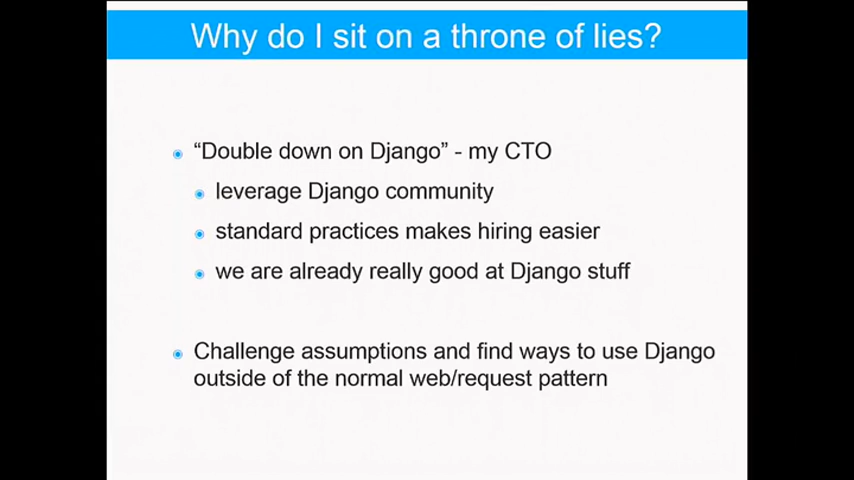 Why do I sit on a throne of lies?
“Double down on Django” - my CTO
leverage Django community
standard practices makes hiring easier
we are already really good at Django stuff
Challenge assumptions and find ways to use Django
outside of the normal web/request pattern